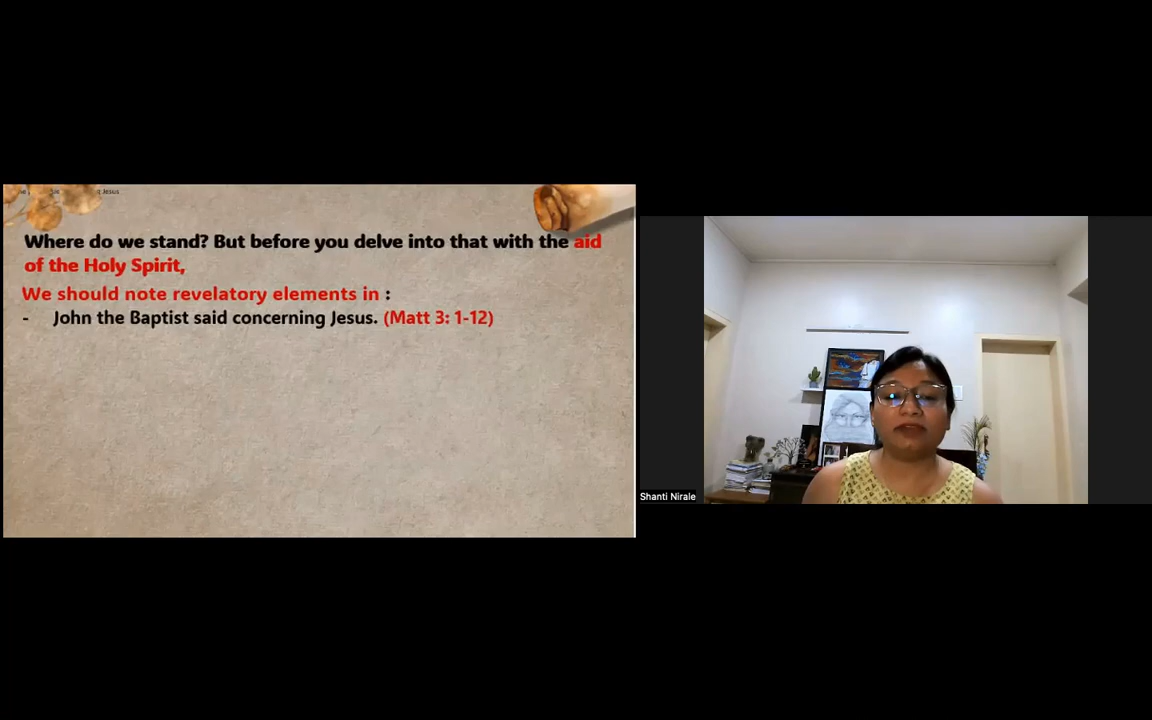 Jesus
Where do we stand? But before you delve into that with the aid
of the Holy Spirit,
We should note revelatory elements in :
- John the Baptist said concerning Jesus. (Matt 3: 1-12)
Shanti Nirale